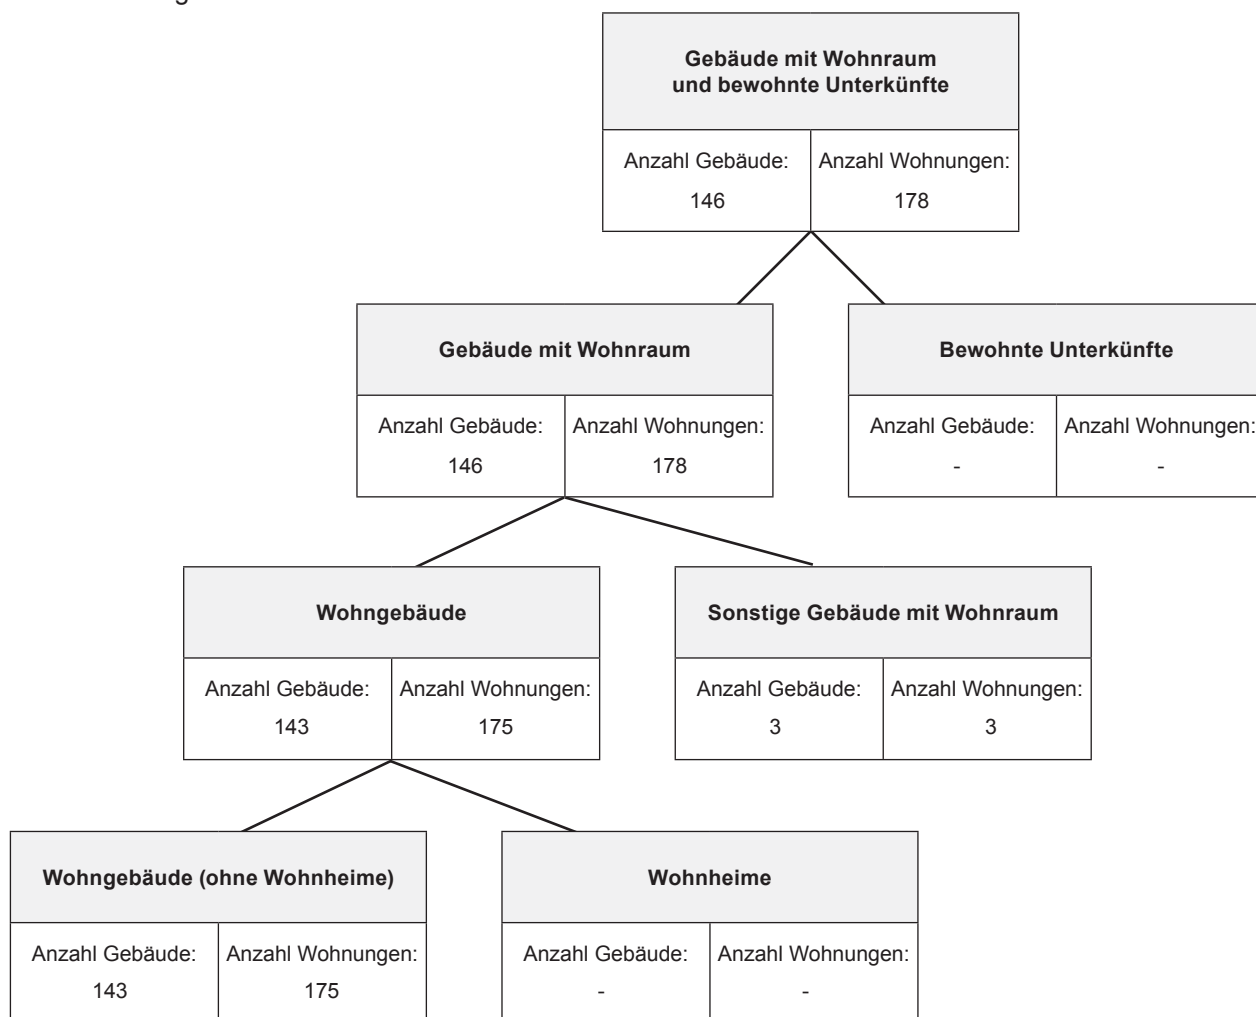 Gebäude mit Wohnraum
und bewohnte Unterkünfte
Anzahl Gebäude: Anzahl Wohnungen:
146 178
Gebäude mit Wohnraum
Bewohnte Unterkünfte
Anzahl Gebäude: Anzahl Wohnungen:
146 178
Anzahl Gebäude: Anzahl Wohnungen:
- -
Wohngebäude
Sonstige Gebäude mit Wohnraum
Anzahl Gebäude: Anzahl Wohnungen:
143 175
Anzahl Gebäude: Anzahl Wohnungen:
3 3
Wohngebäude (ohne Wohnheime)
Wohnheime
Anzahl Gebäude: Anzahl Wohnungen:
143 175
Anzahl Gebäude: Anzahl Wohnungen:
- -